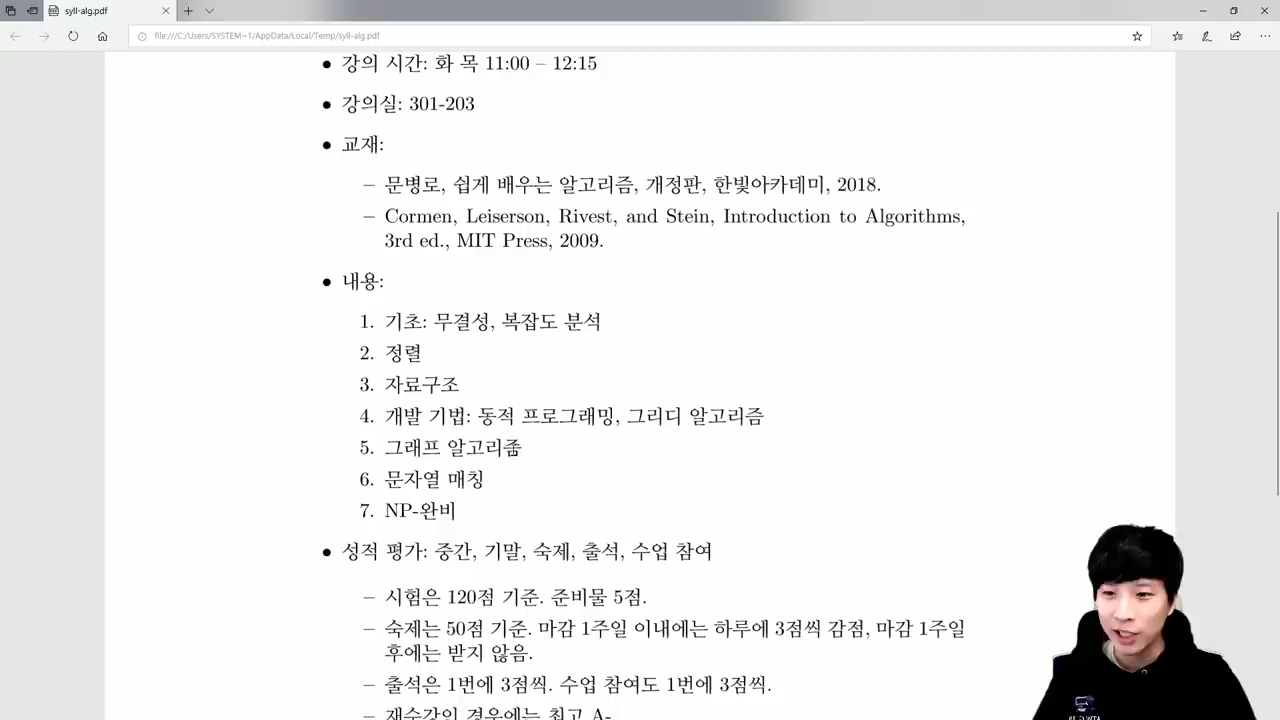 syll-alg.pdf
file:///C:/Users/SYSTEM~1/AppData/Local/Temp/syll-alg.pdf
• 강의 시간: 화 목 11:00 – 12:15
• 강의실: 301-203
• 교재:
– 문병로, 쉽게 배우는 알고리즘, 개정판, 한빛아카데미, 2018.
– Cormen, Leiserson, Rivest, and Stein, Introduction to Algorithms,
3rd ed., MIT Press, 2009.
• 내용:
1. 기초: 무결성, 복잡도 분석
2. 정렬
3. 자료구조
4. 개발 기법: 동적 프로그래밍, 그리디 알고리즘
5. 그래프 알고리즘
6. 문자열 매칭
7. NP-완비
• 성적 평가: 중간, 기말, 숙제, 출석, 수업 참여
– 시험은 120점 기준. 준비물 5점.
– 숙제는 50점 기준. 마감 1주일 이내에는 하루에 3점씩 감점, 마감 1주일
후에는 받지 않음.
– 출석은 1번에 3점씩. 수업 참여도 1번에 3점씩.
– 재수강의 경우에는 최고 A-